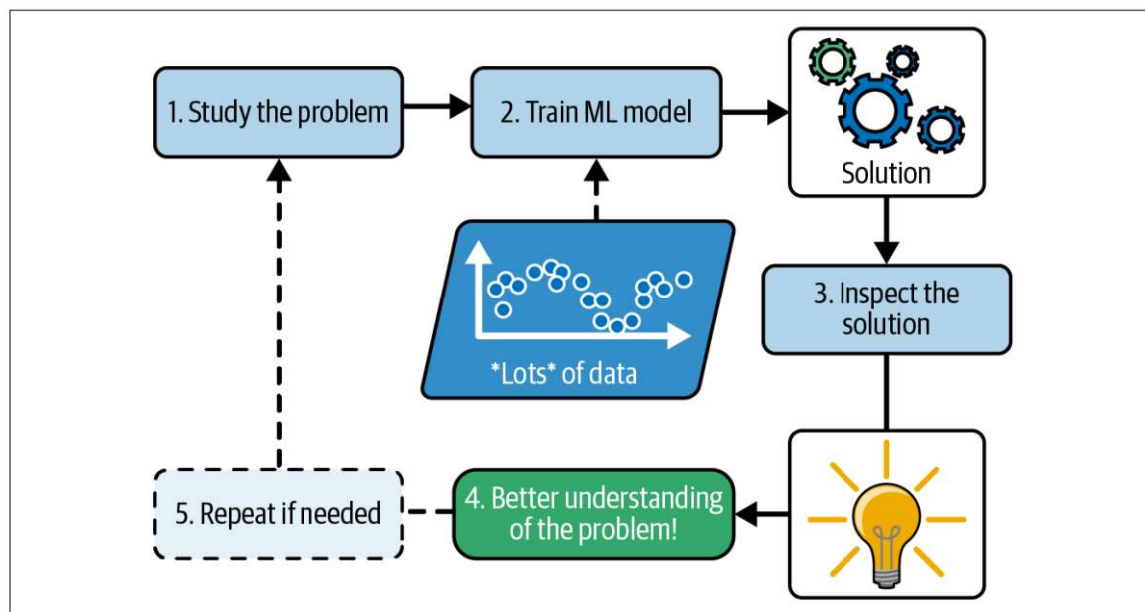 1. Study the problem
2. Train ML model
Solution
*Lots* of data
3. Inspect the
solution
4. Better understanding
of the problem!
5. Repeat if needed